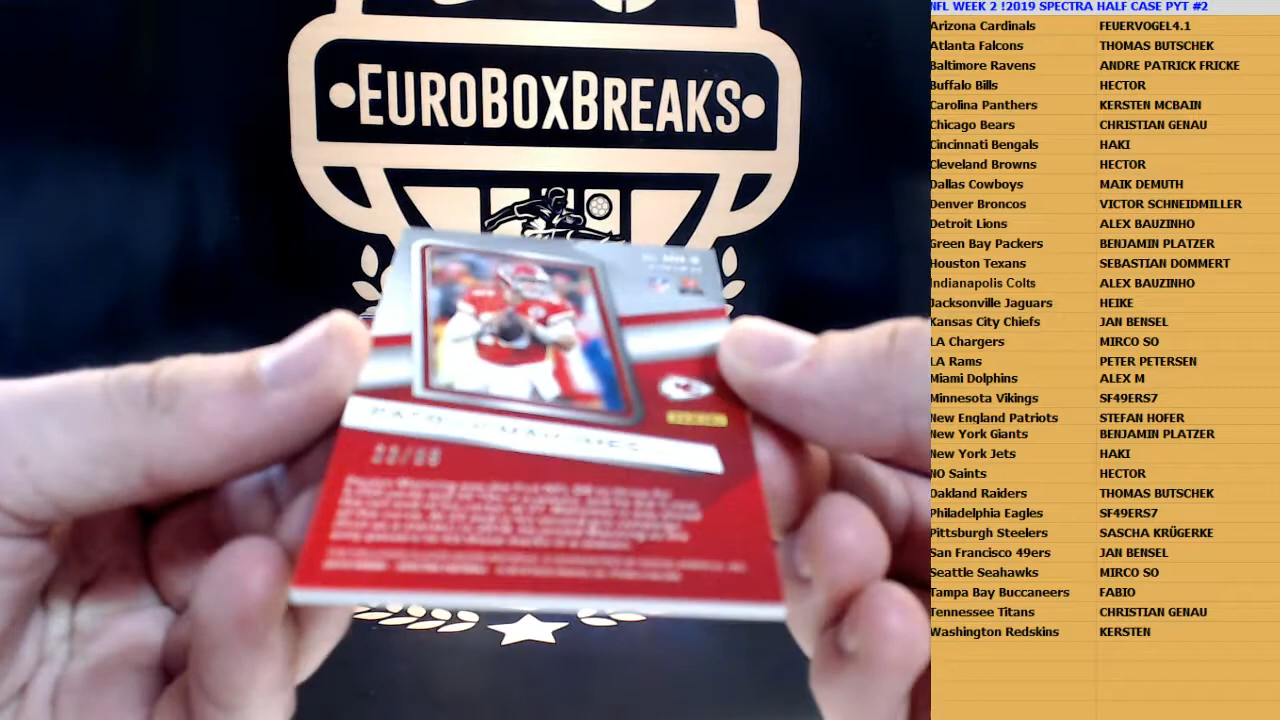 EUROBOXBREAKS
NFL WEEK 2 !2019 SPECTRA HALF CASE PYT #2
Arizona Cardinals FEUERVOGEL4.1
Atlanta Falcons THOMAS BUTSCHEK
Baltimore Ravens ANDRE PATRICK FRICKE
Buffalo Bills HECTOR
Carolina Panthers KERSTEN MCBAIN
Chicago Bears CHRISTIAN GENAU
Cincinnati Bengals HAKI
Cleveland Browns HECTOR
Dallas Cowboys MAIK DEMUTH
Denver Broncos VICTOR SCHNEIDMILLER
Detroit Lions ALEX BAUZINHO
Green Bay Packers BENJAMIN PLATZER
Houston Texans SEBASTIAN DOMMERT
Indianapolis Colts ALEX BAUZINHO
Jacksonville Jaguars HEIKE
Kansas City Chiefs JAN BENSEL
LA Chargers MIRCO SO
LA Rams PETER PETERSEN
Miami Dolphins ALEX M
Minnesota Vikings SF49ERS7
New England Patriots STEFAN HOFER
New York Giants BENJAMIN PLATZER
New York Jets HAKI
NO Saints HECTOR
Oakland Raiders THOMAS BUTSCHEK
Philadelphia Eagles SF49ERS7
Pittsburgh Steelers SASCHA KRÜGERKE
San Francisco 49ers JAN BENSEL
Seattle Seahawks MIRCO SO
Tampa Bay Buccaneers FABIO
Tennessee Titans CHRISTIAN GENAU
Washington Redskins KERSTEN